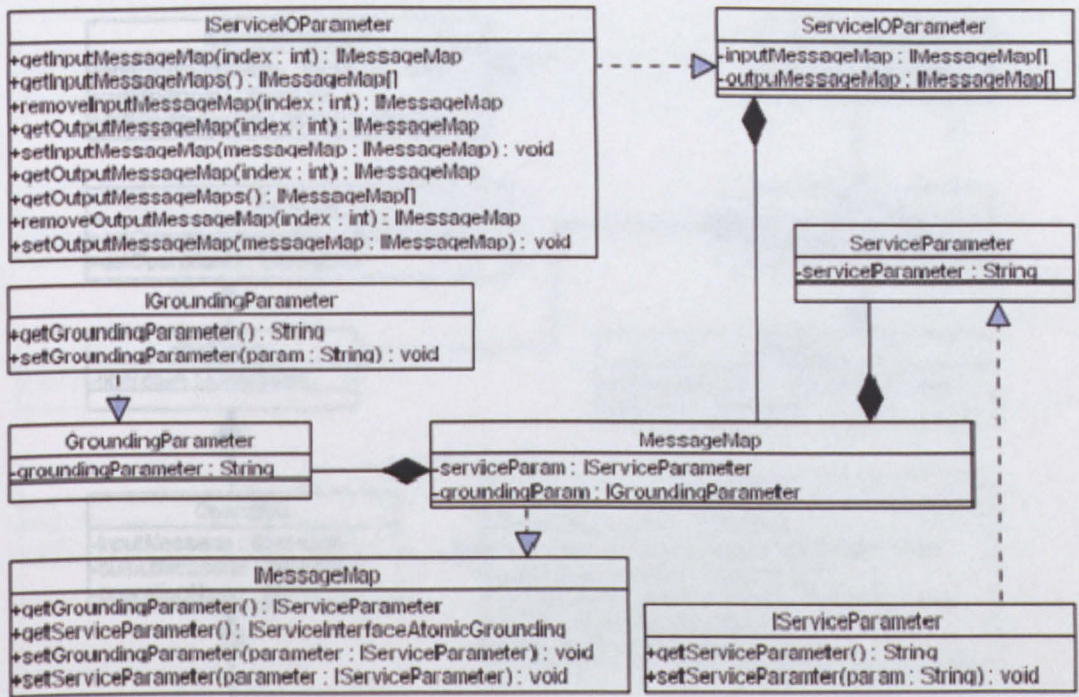 IServiceIOParameter
+getInputMessageMap(index : int) : IMessageMap
+getInputMessageMaps() : IMessageMap[]
+removeInputMessageMap(index : int) : IMessageMap
+getOutputMessageMap(index : int) : IMessageMap
+setInputMessageMap(messageMap : IMessageMap) : void
+getOutputMessageMap(index : int) : IMessageMap
+getOutputMessageMaps() : IMessageMap[]
+removeOutputMessageMap(index : int) : IMessageMap
+setOutputMessageMap(messageMap : IMessageMap) : void
ServiceIOParameter
-inputMessageMap : IMessageMap[]
-outpuMessageMap : IMessageMap[]
ServiceParameter
-serviceParameter : String
IGroundingParameter
+getGroundingParameter() : String
+setGroundingParameter(param : String) : void
GroundingParameter
-groundingParameter : String
MessageMap
-serviceParam : IServiceParameter
-groundingParam : IGroundingParameter
IMessageMap
+getGroundingParameter() : IServiceParameter
+getServiceParameter() : IServiceInterfaceAtomicGrounding
+setGroundingParameter(parameter : IServiceParameter) : void
+setServiceParameter(parameter : IServiceParameter) : void
IServiceParameter
+getServiceParameter() : String
+setServiceParamter(param : String) : void